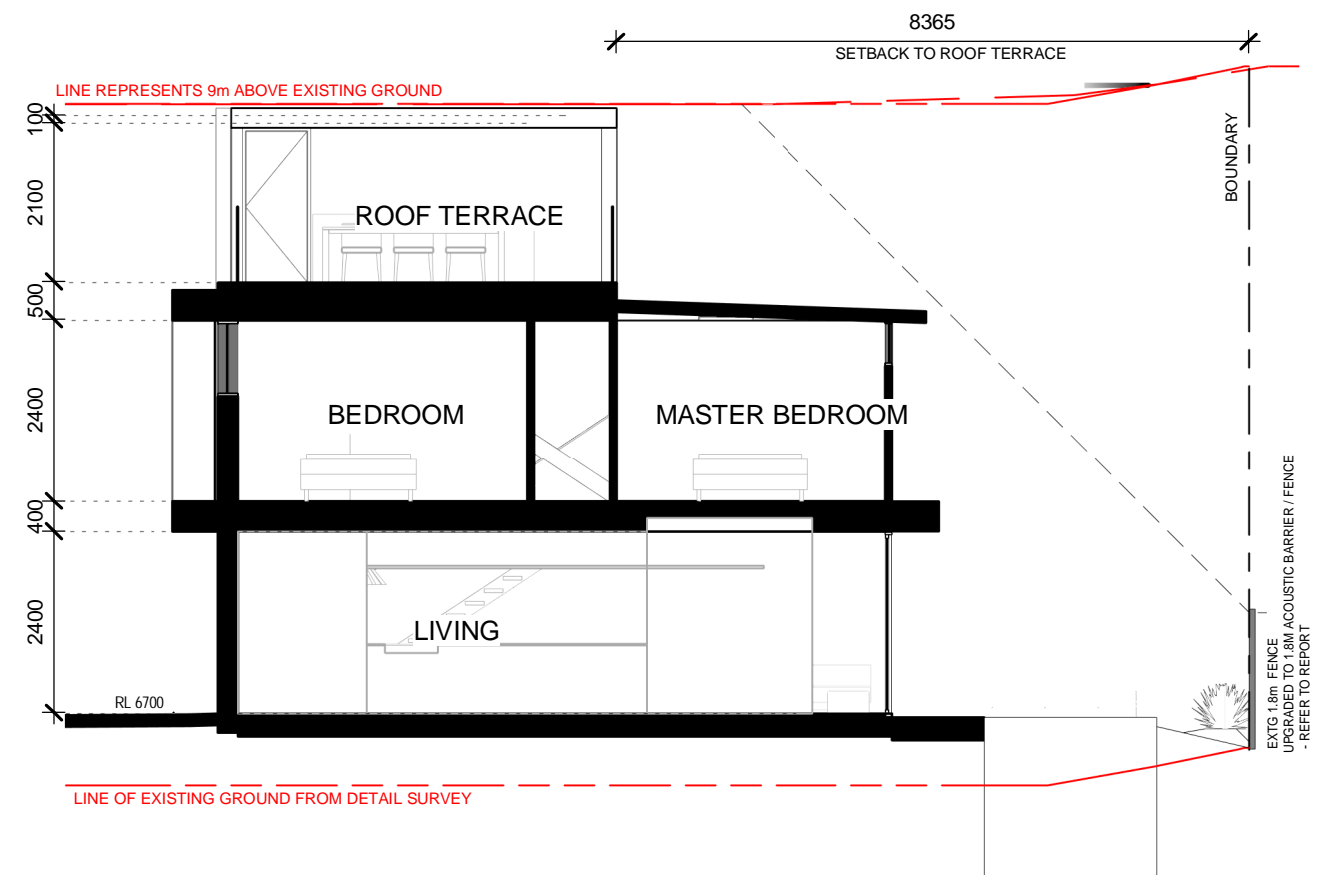 8365
SETBACK TO ROOF TERRACE
LINE REPRESENTS 9m ABOVE EXISTING GROUND
100
2100
500
2400
400
2400
ROOF TERRACE
BOUNDARY
BEDROOM
MASTER BEDROOM
LIVING
RL 6700
EXTG 1.8m FENCE
UPGRADED TO 1.8M ACOUSTIC BARRIER / FENCE
- REFER TO REPORT
LINE OF EXISTING GROUND FROM DETAIL SURVEY